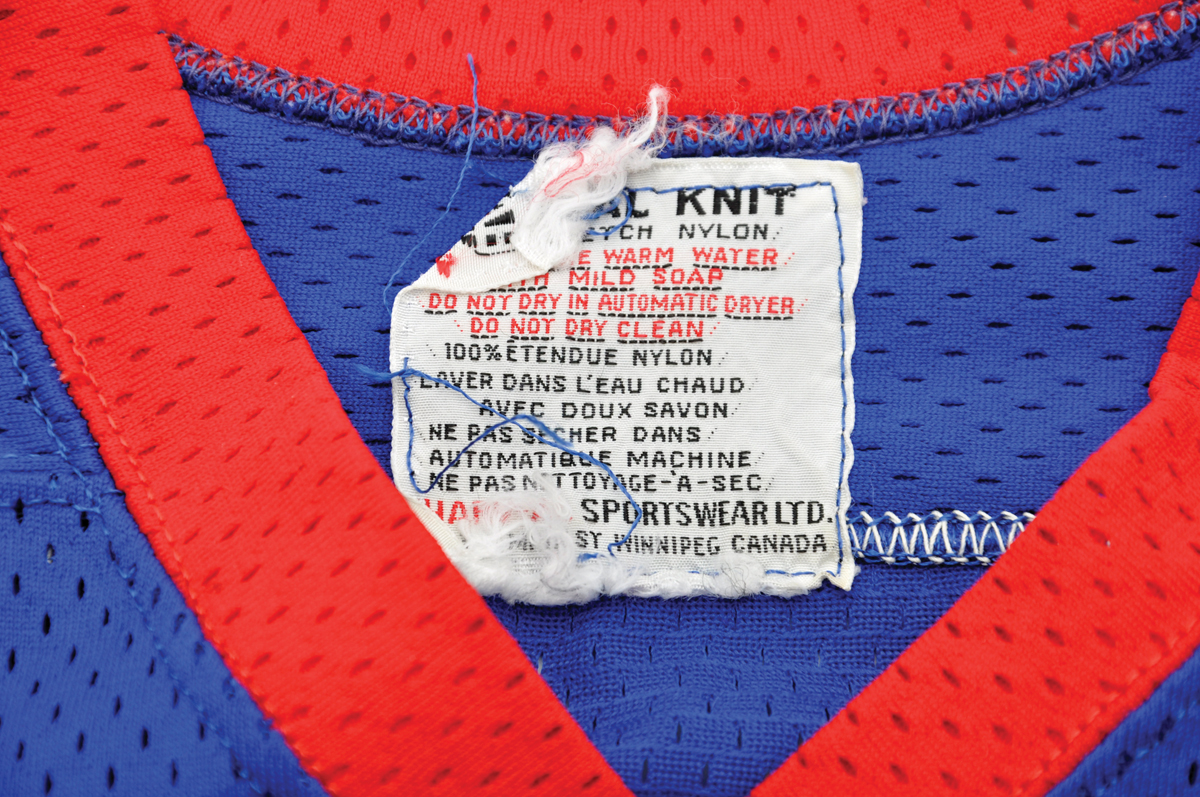 KNIT
NYLON
WARM WATER
MILD SOAP
DO NOT DRY IN AUTOMATIC DRYER
DO NOT DRY CLEAN
100% ÉTENDUE NYLON
LAVER DANS L'EAU CHAUD
AVEC DOUX SAVON
NE PAS SECHER DANS
AUTOMATIQUE MACHINE
NE PAS NETTOYAGE-À-SEC
SPORTSWEAR LTD.
ST WINNIPEG CANADA